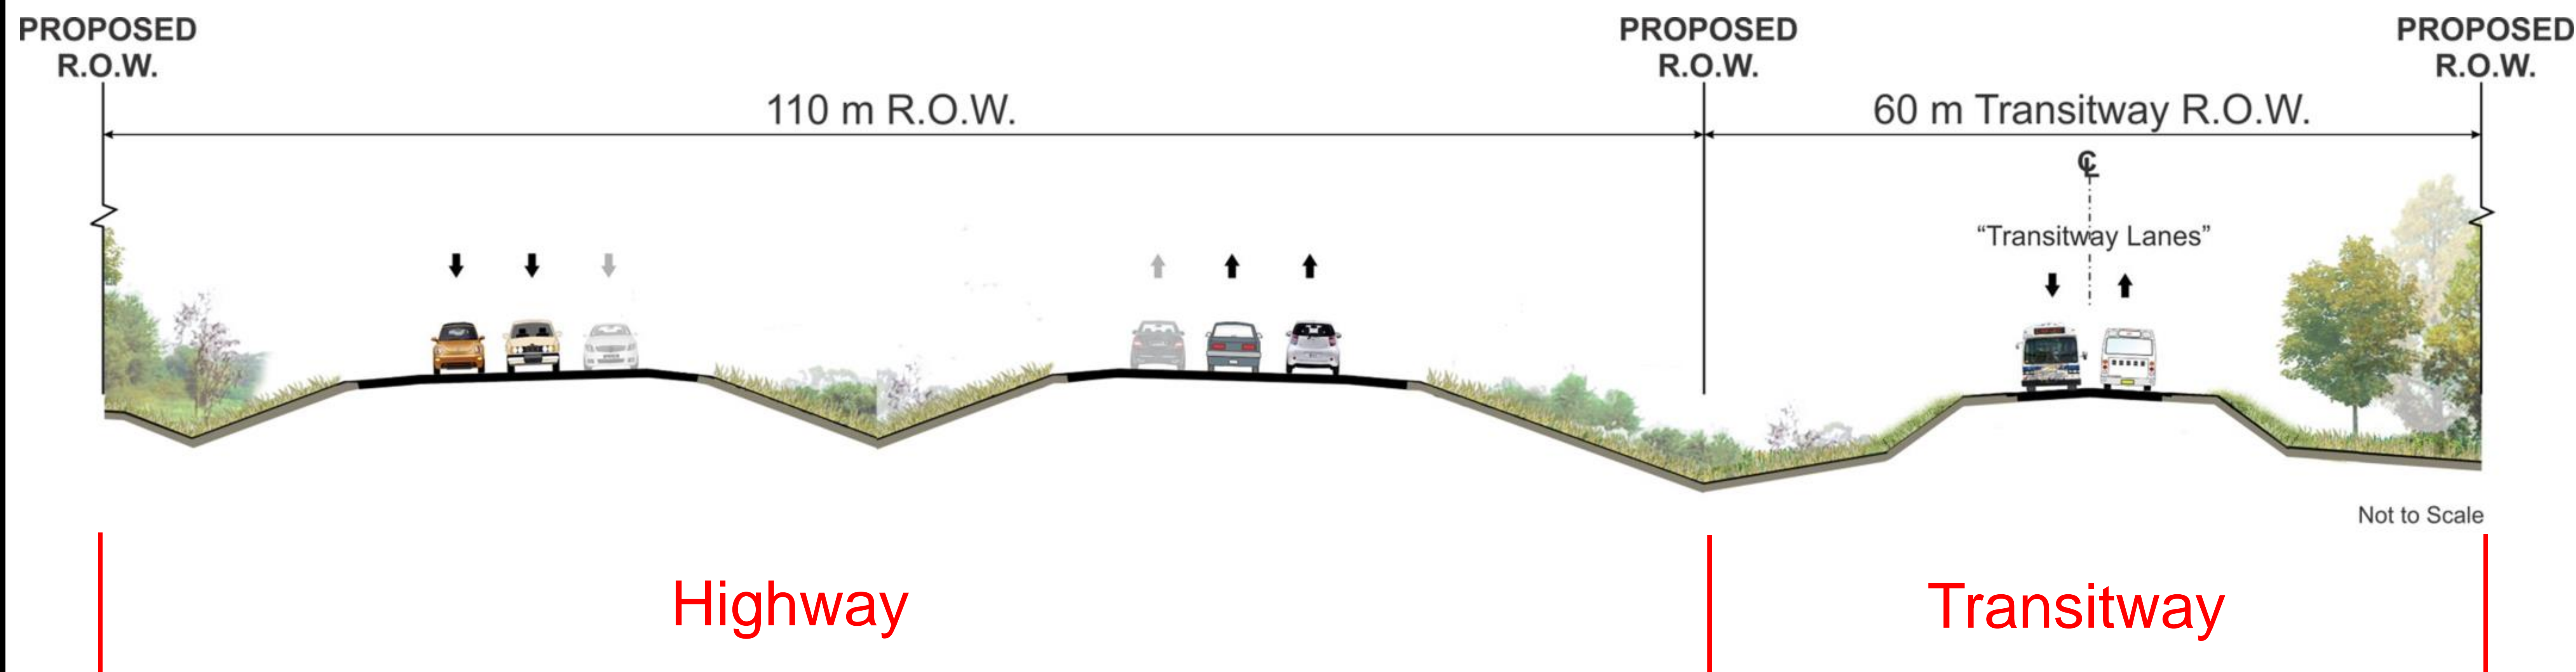 PROPOSED
R.O.W.
PROPOSED
R.O.W.
PROPOSED
R.O.W.
110 m R.O.W.
60 m Transitway R.O.W.
℄
“Transitway Lanes”
Not to Scale
Highway
Transitway